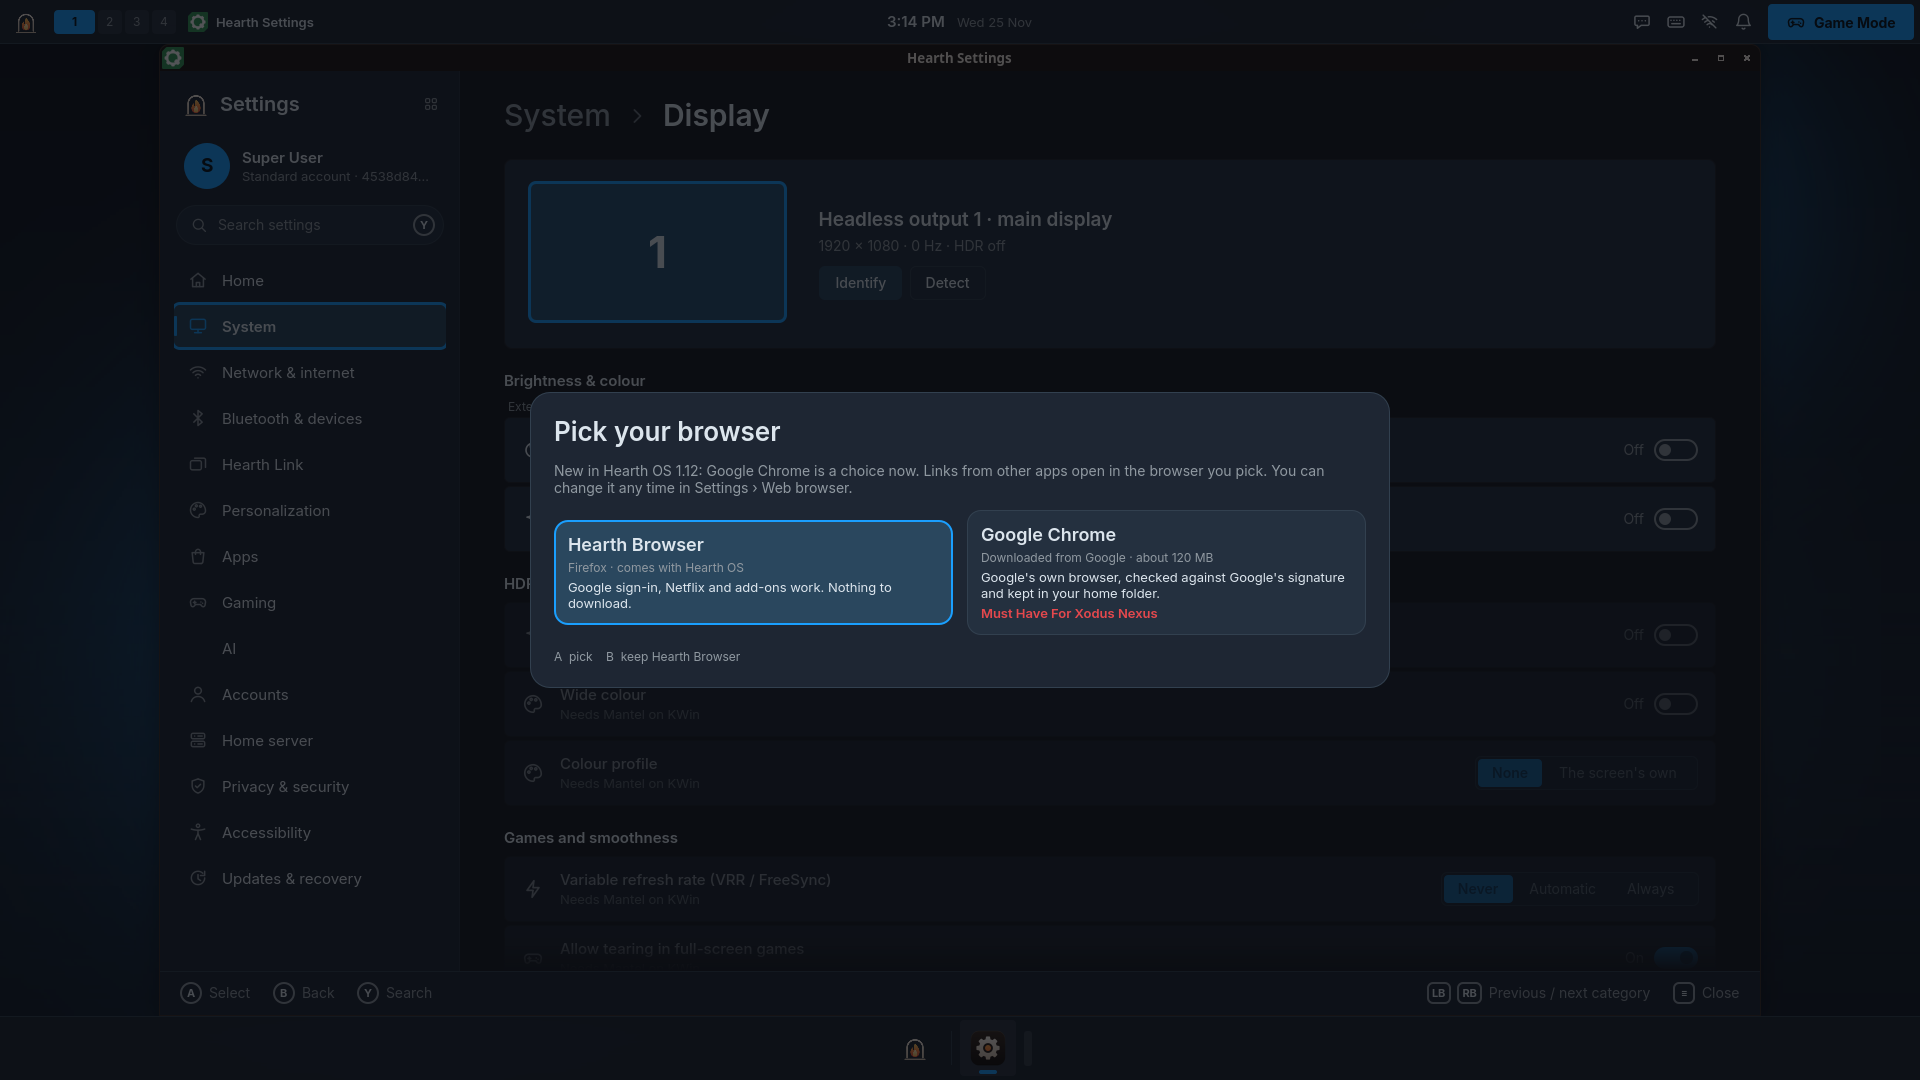 1 2 3 4 Hearth Settings 3:14 PM Wed 25 Nov Game Mode
Hearth Settings
Settings
S
Super User
Standard account · 4538d84...
Search settings Y
Home
System
Network & internet
Bluetooth & devices
Hearth Link
Personalization
Apps
Gaming
AI
Accounts
Home server
Privacy & security
Accessibility
Updates & recovery
System › Display
1
Headless output 1 · main display
1920 × 1080 · 0 Hz · HDR off
Identify Detect
Brightness & colour
Exte
Off
Off
HDR
Off
Pick your browser
New in Hearth OS 1.12: Google Chrome is a choice now. Links from other apps open in the browser you pick. You can
change it any time in Settings › Web browser.
Hearth Browser
Firefox · comes with Hearth OS
Google sign-in, Netflix and add-ons work. Nothing to
download.
Google Chrome
Downloaded from Google · about 120 MB
Google's own browser, checked against Google's signature
and kept in your home folder.
Must Have For Xodus Nexus
A pick B keep Hearth Browser
Wide colour
Needs Mantel on KWin
Off
Colour profile
Needs Mantel on KWin
None The screen's own
Games and smoothness
Variable refresh rate (VRR / FreeSync)
Needs Mantel on KWin
Never Automatic Always
Allow tearing in full-screen games
On
A Select B Back Y Search
LB RB Previous / next category ≡ Close